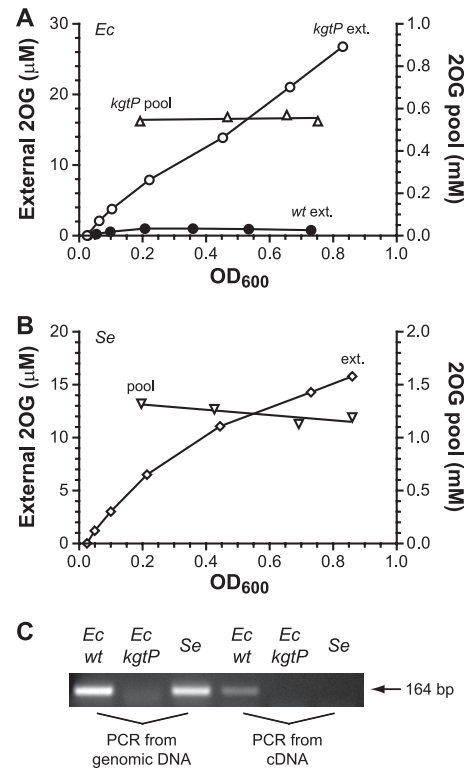 A
Ec
kgtP ext.
kgtP pool
wt ext.
External 2OG (μM)
30
20
10
0
2OG pool (mM)
1.0
0.8
0.6
0.4
0.2
0.0
0.0 0.2 0.4 0.6 0.8 1.0
OD600
B
Se
pool
ext.
External 2OG (μM)
20
15
10
5
0
2OG pool (mM)
2.0
1.5
1.0
0.5
0.0
0.0 0.2 0.4 0.6 0.8 1.0
OD600
C
Ec Ec Se Ec Ec Se
wt kgtP wt kgtP
164 bp
PCR from PCR from
genomic DNA cDNA